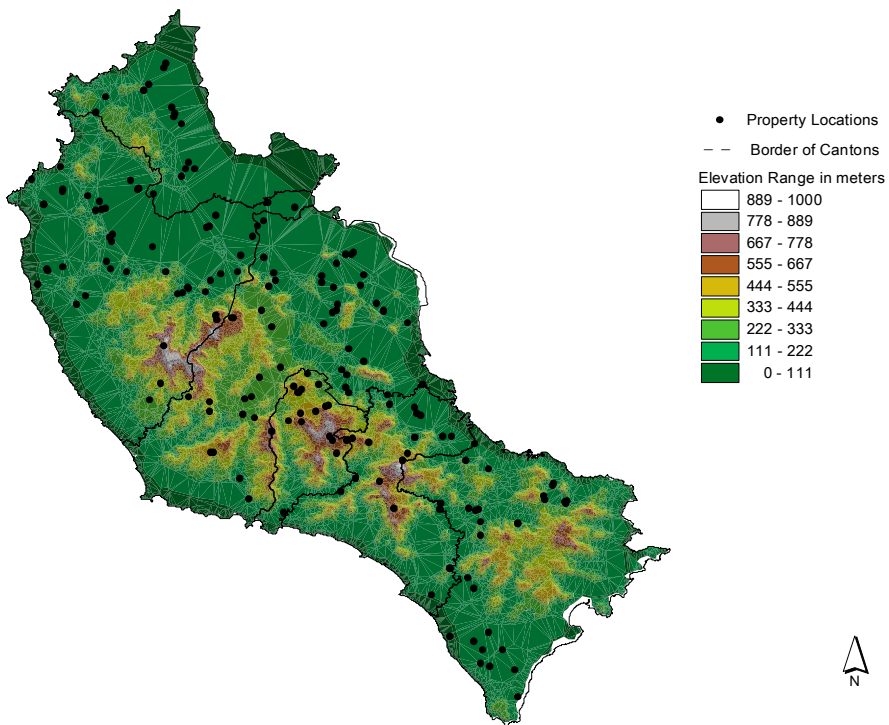 Property Locations
Border of Cantons
Elevation Range in meters
889 - 1000
778 - 889
667 - 778
555 - 667
444 - 555
333 - 444
222 - 333
111 - 222
0 - 111
N